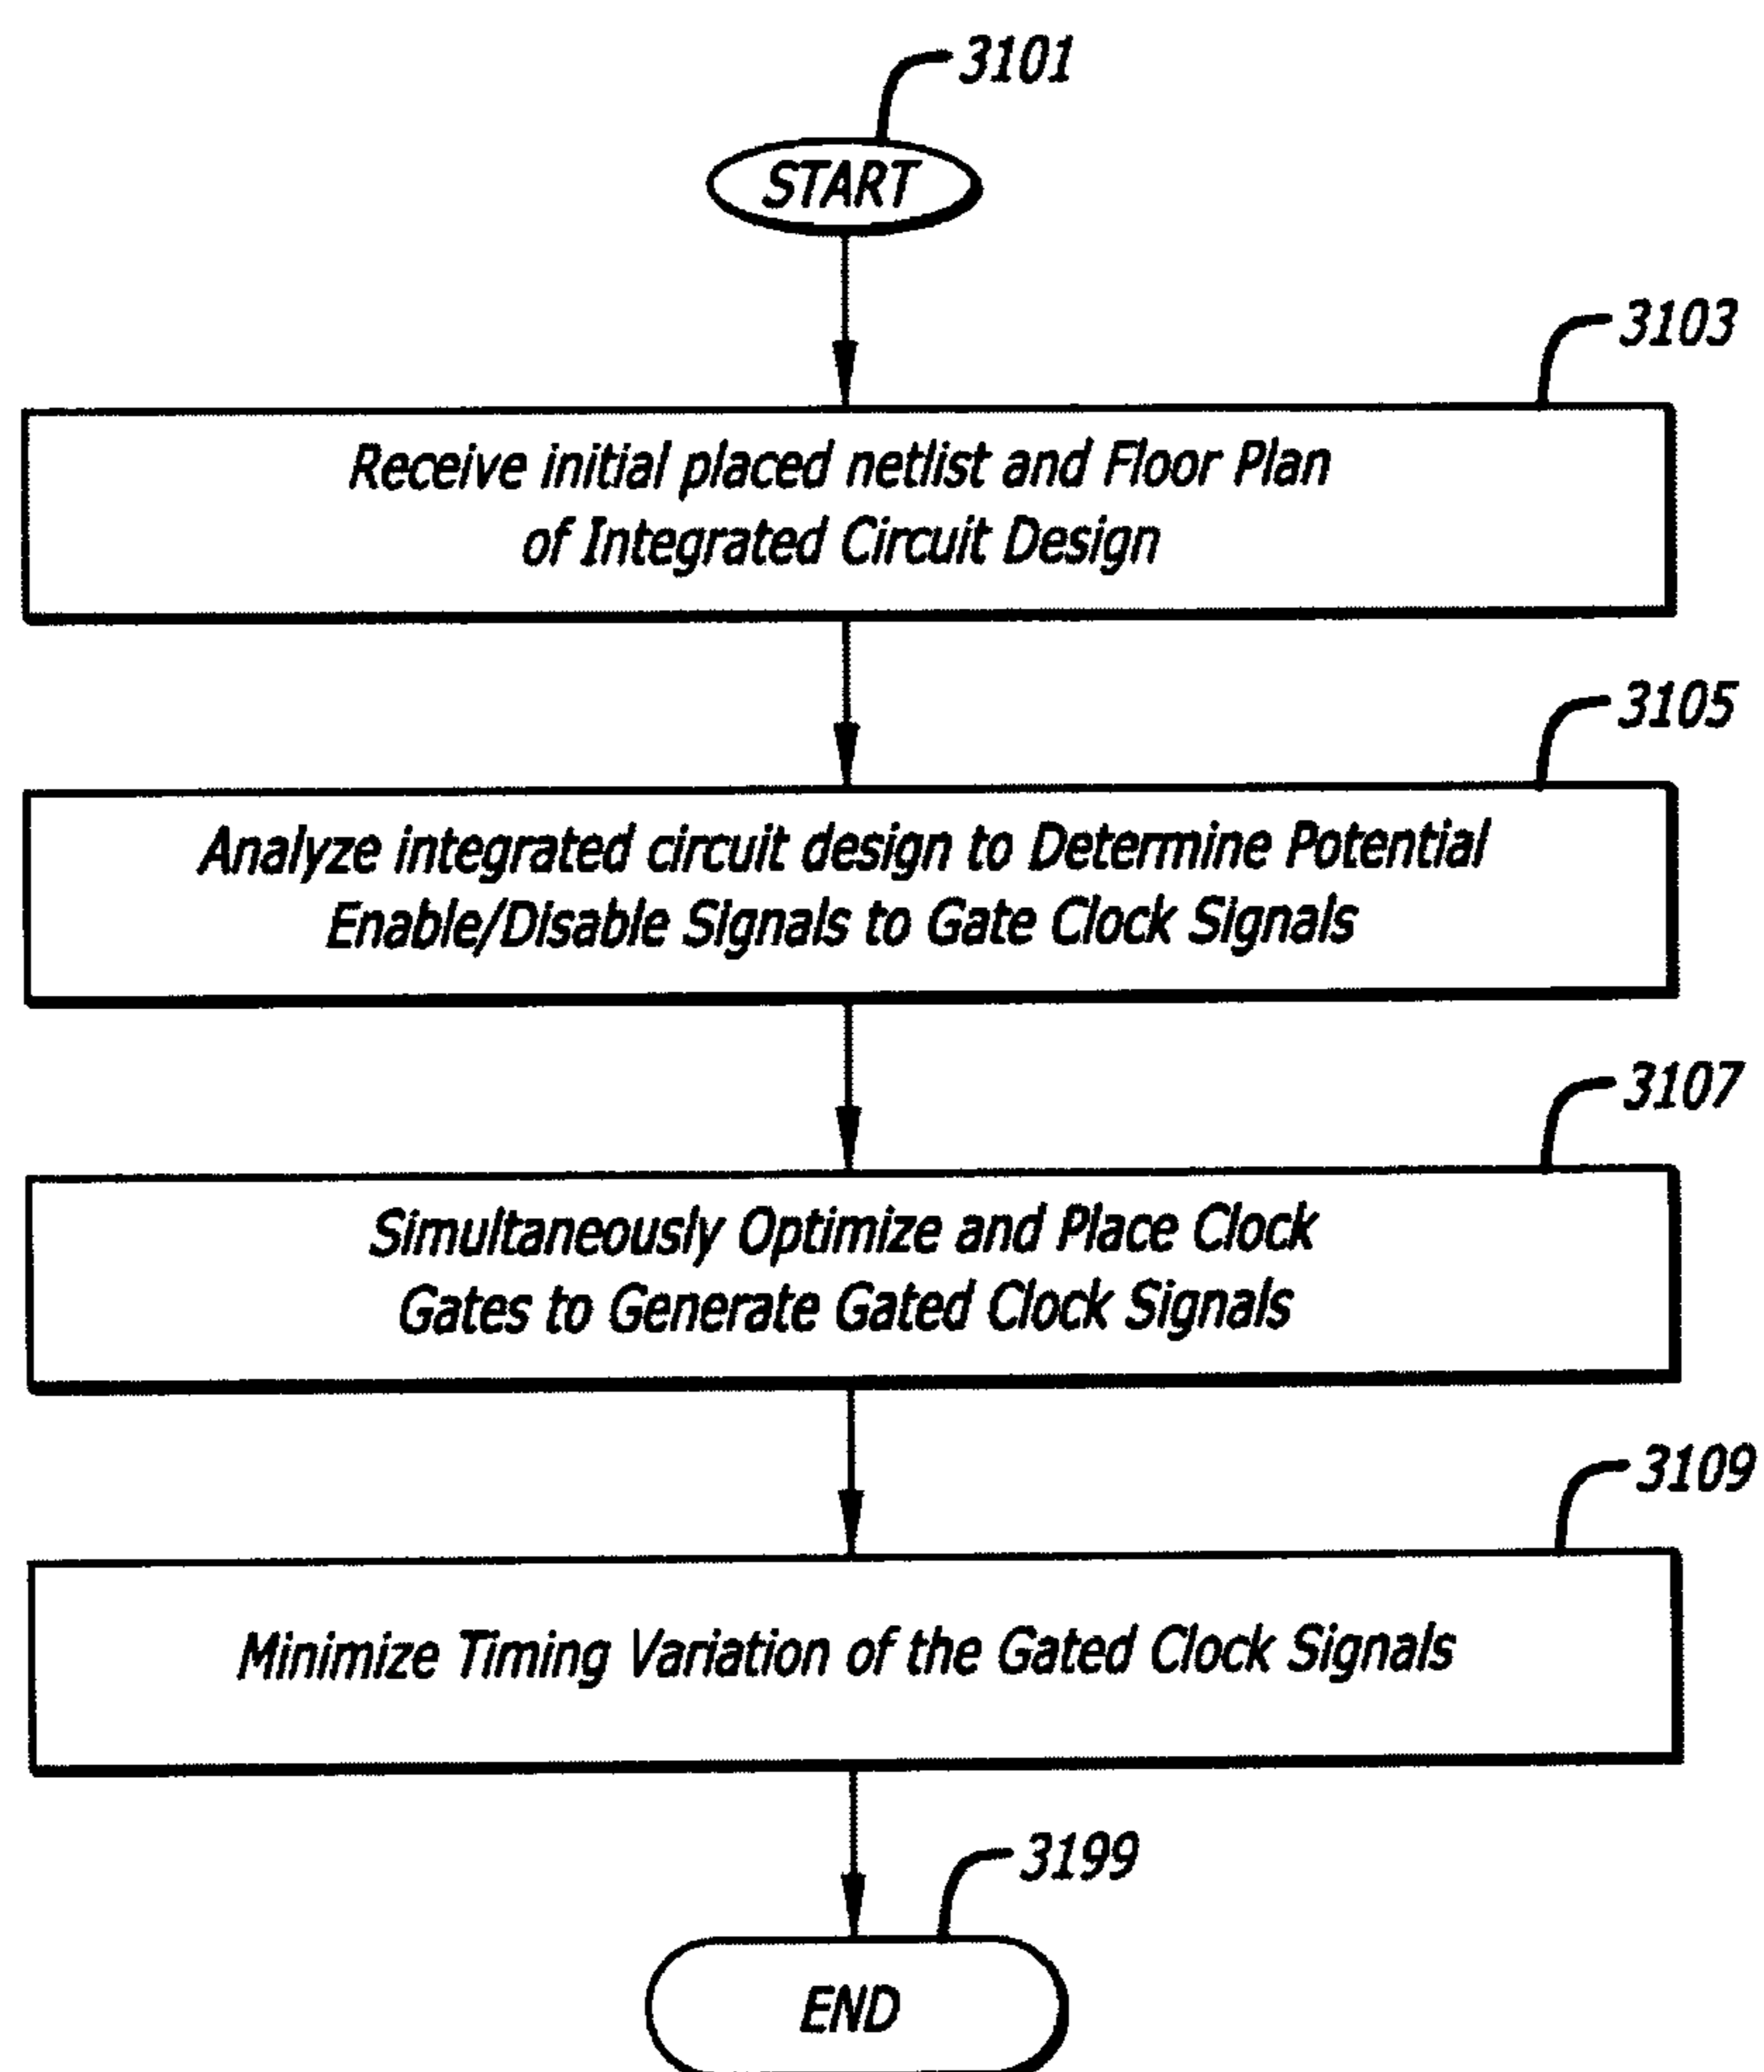 3101
START
3103
Receive initial placed netlist and Floor Plan
of Integrated Circuit Design
3105
Analyze integrated circuit design to Determine Potential
Enable/Disable Signals to Gate Clock Signals
3107
Simultaneously Optimize and Place Clock
Gates to Generate Gated Clock Signals
3109
Minimize Timing Variation of the Gated Clock Signals
3199
END